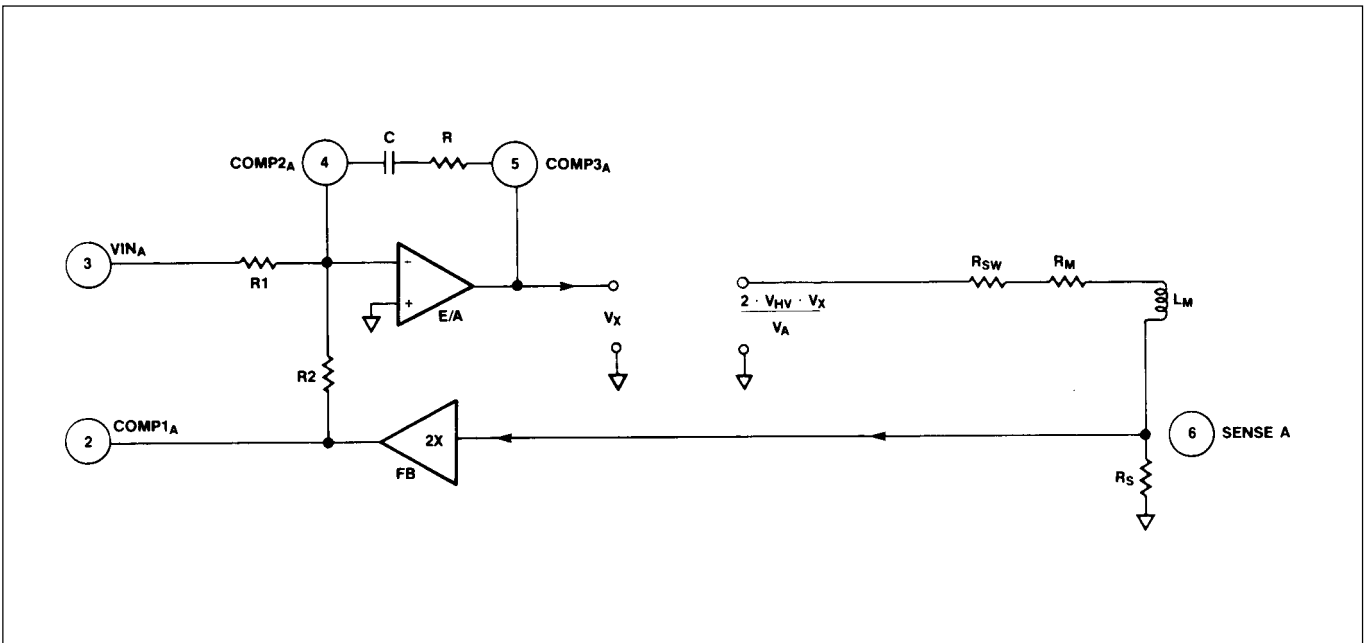 C
R
COMP2A
4
5
COMP3A
3
VINA
R1
-
+
E/A
VX
RSW
RM
LM
2 · VHV · VX
VA
R2
2
COMP1A
2X
FB
6
SENSE A
RS